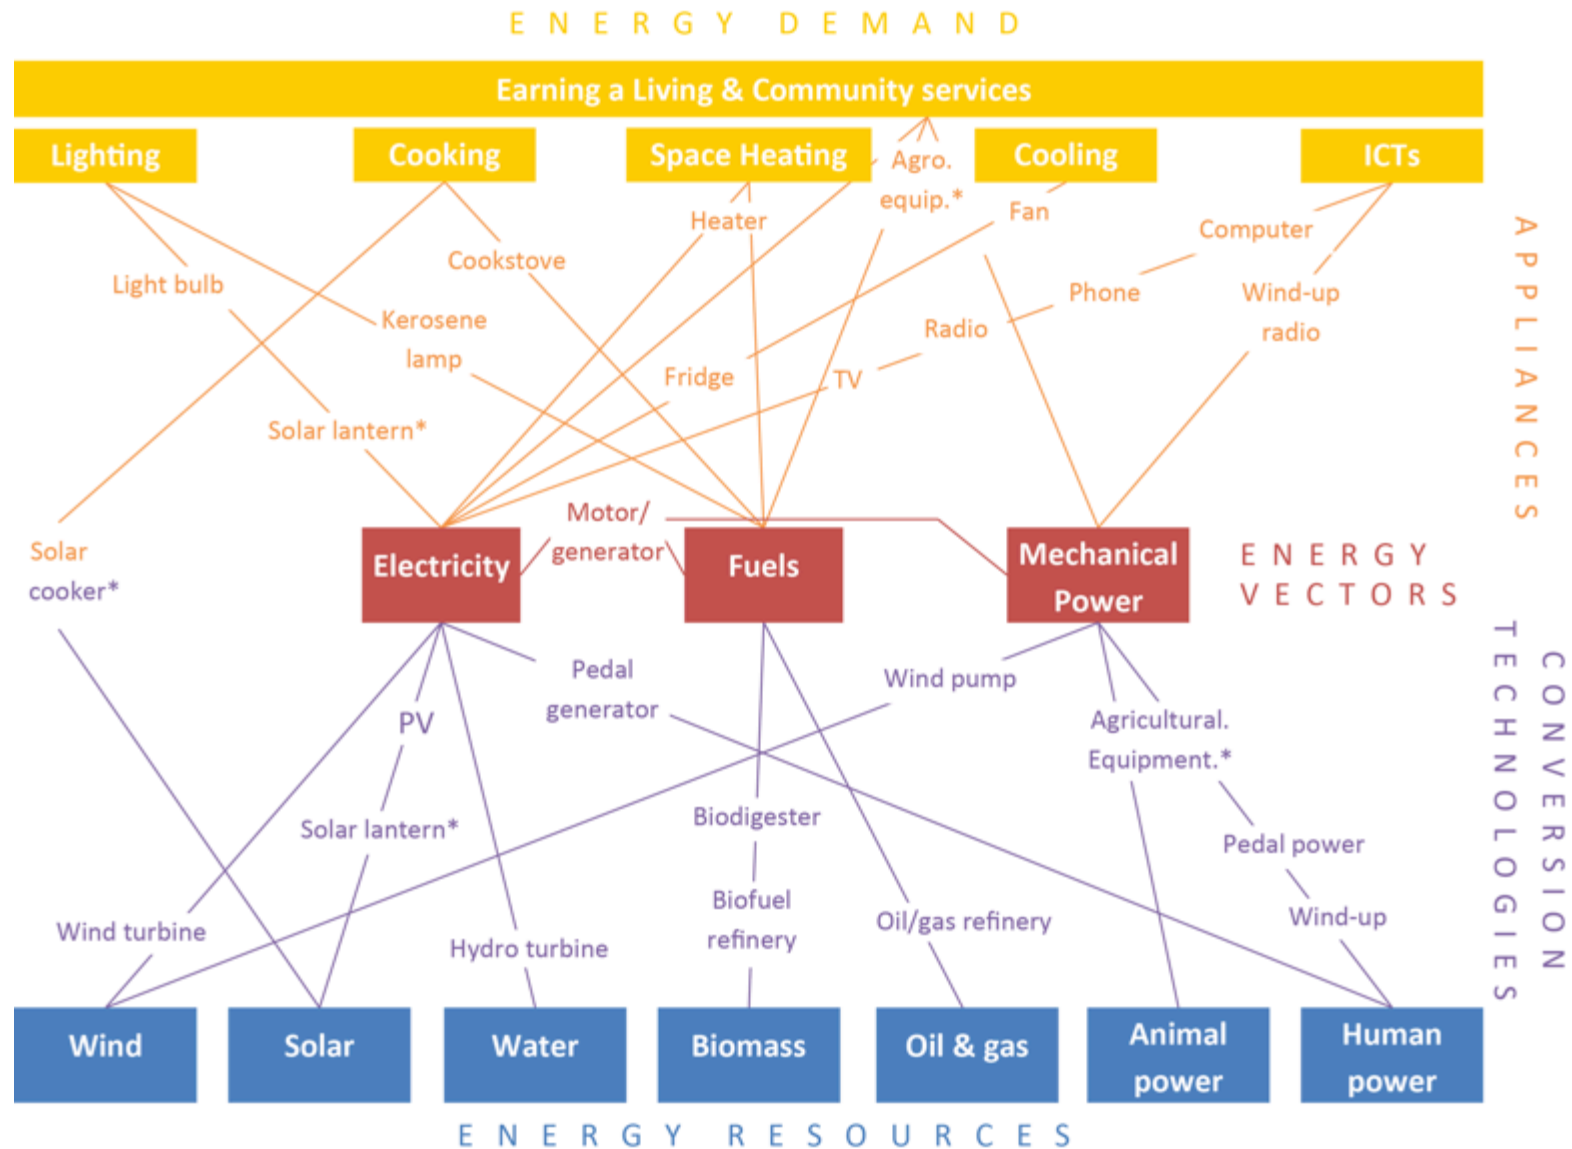 ENERGY DEMAND
Earning a Living & Community services
Lighting
Cooking
Space Heating
Agro.
equip.*
Cooling
ICTs
Heater
Fan
Computer
Cookstove
Light bulb
Phone
Wind-up
radio
Kerosene
lamp
Radio
Fridge
TV
Solar lantern*
APPLIANCES
Motor/
generator
Solar
cooker*
Electricity
Fuels
Mechanical
Power
ENERGY
VECTORS
Pedal
generator
Wind pump
PV
Agricultural.
Equipment.*
Biodigester
Solar lantern*
Pedal power
Biofuel
refinery
Oil/gas refinery
Wind-up
Wind turbine
Hydro turbine
CONVERSION
TECHNOLOGIES
Wind
Solar
Water
Biomass
Oil & gas
Animal
power
Human
power
ENERGY RESOURCES